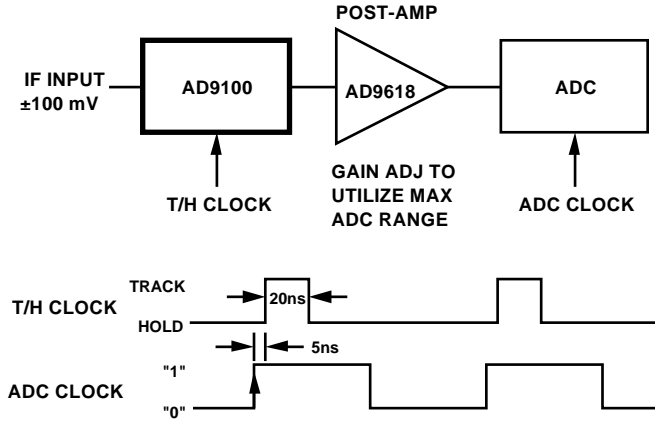 POST-AMP
IF INPUT
±100 mV
AD9100
AD9618
ADC
T/H CLOCK
GAIN ADJ TO
UTILIZE MAX
ADC RANGE
ADC CLOCK
T/H CLOCK
TRACK
HOLD
20ns
5ns
ADC CLOCK
"1"
"0"